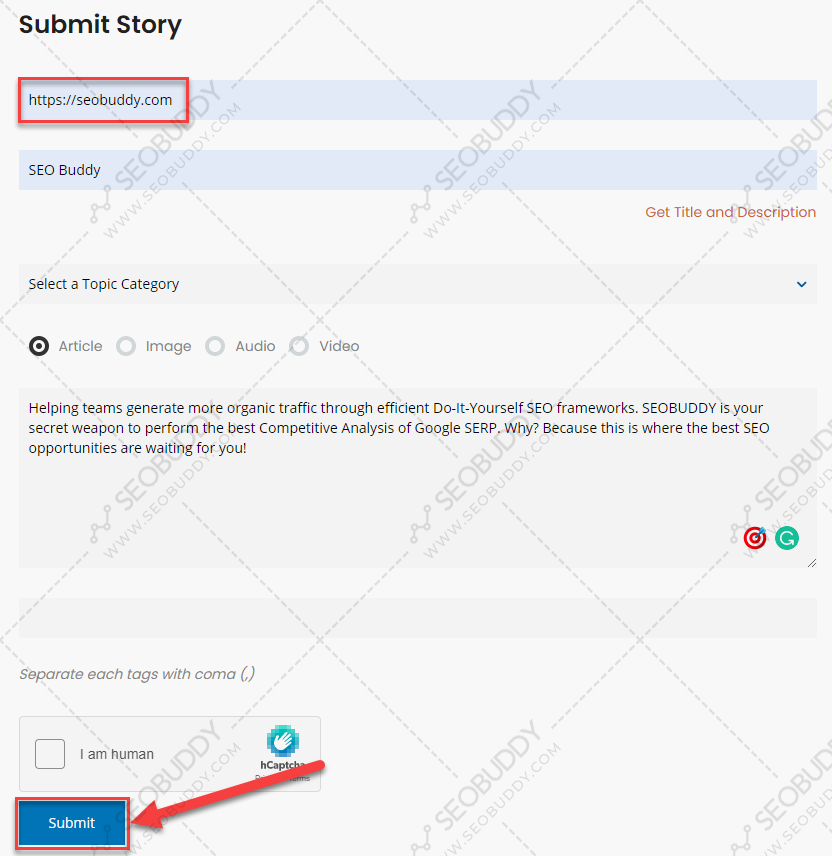 Submit Story
https://seobuddy.com
SEO Buddy
Get Title and Description
Select a Topic Category
Article Image Audio Video
Helping teams generate more organic traffic through efficient Do-It-Yourself SEO frameworks. SEOBUDDY is your
secret weapon to perform the best Competitive Analysis of Google SERP. Why? Because this is where the best SEO
opportunities are waiting for you!
Separate each tags with coma (,)
I am human
hCaptcha
Submit
SEOBUDDY
WWW.SEOBUDDY.COM